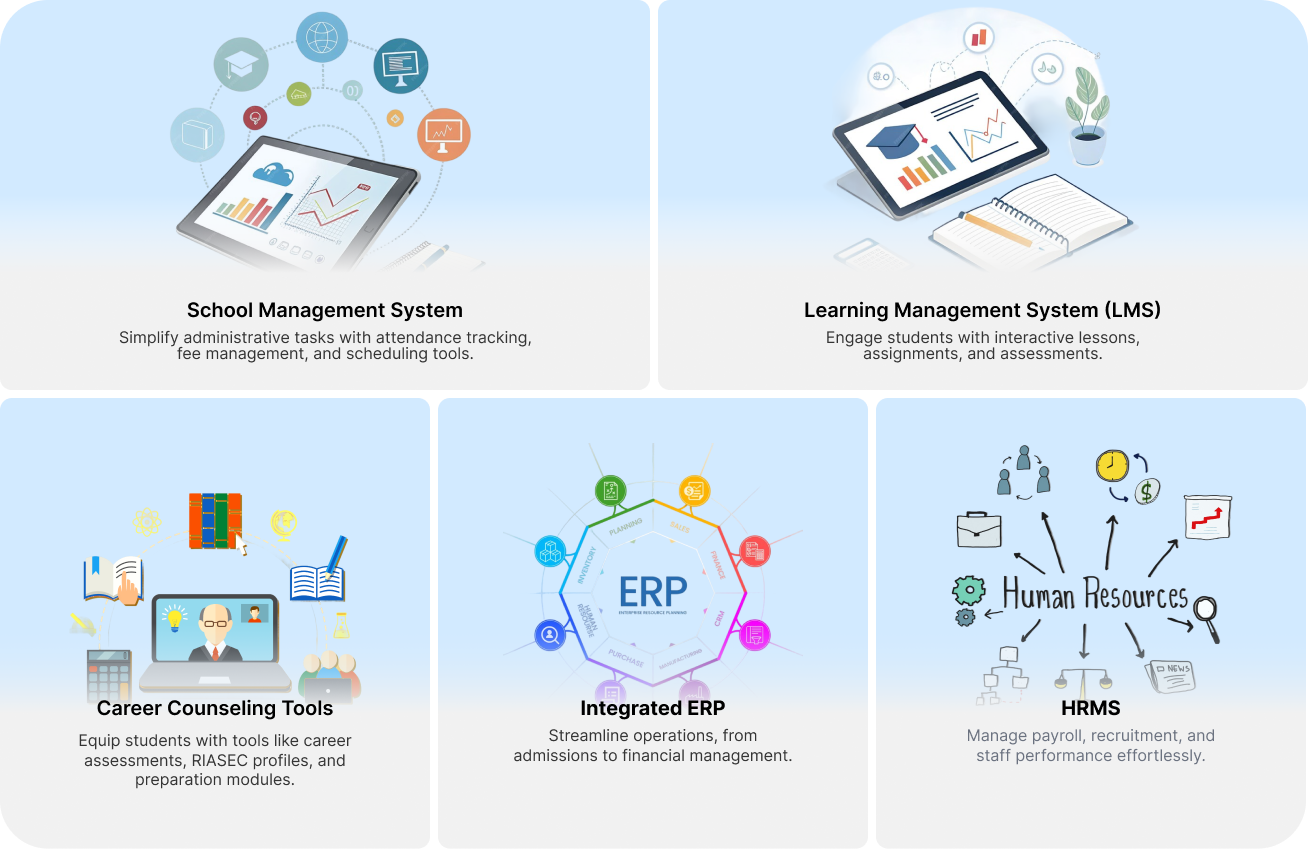 School Management System
Simplify administrative tasks with attendance tracking,
fee management, and scheduling tools.
Learning Management System (LMS)
Engage students with interactive lessons,
assignments, and assessments.
Career Counseling Tools
Equip students with tools like career
assessments, RIASEC profiles, and
preparation modules.
PLANNING
SALES
INVENTORY
FINANCE
ERP
ENTERPRISE RESOURCE PLANNING
HUMAN
RESOURSE
CRM
PURCHASE
MANUFACTURING
Integrated ERP
Streamline operations, from
admissions to financial management.
$
Human Resources
NEWS
HRMS
Manage payroll, recruitment, and
staff performance effortlessly.